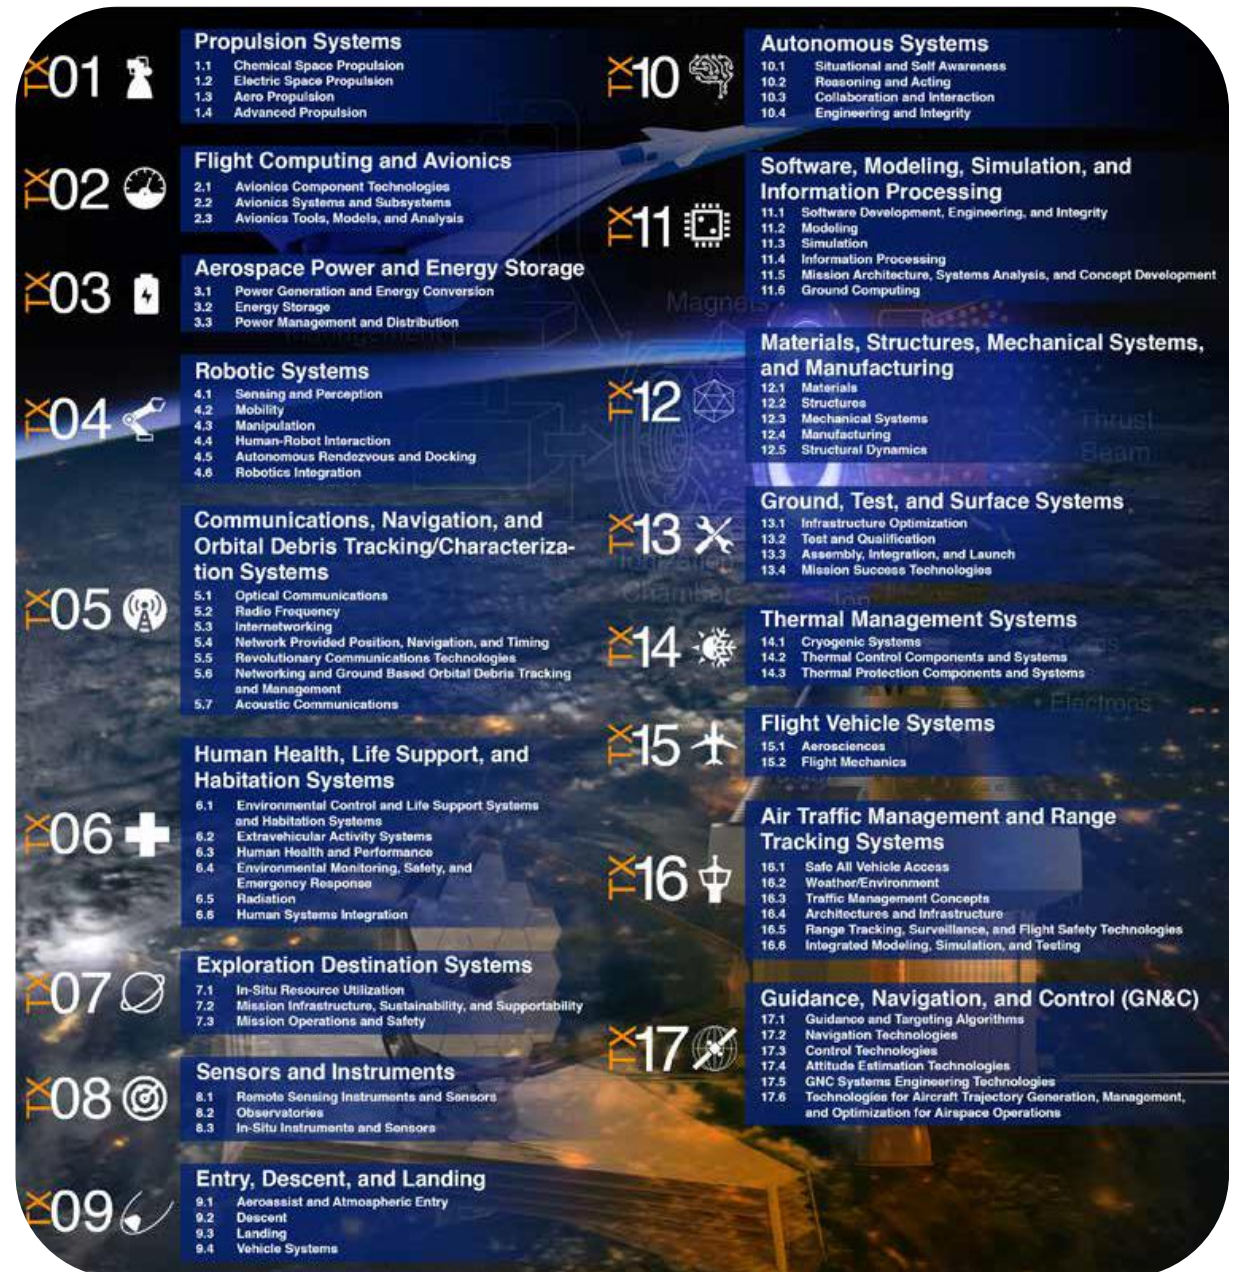 TX01
Propulsion Systems
1.1 Chemical Space Propulsion
1.2 Electric Space Propulsion
1.3 Aero Propulsion
1.4 Advanced Propulsion
TX02
Flight Computing and Avionics
2.1 Avionics Component Technologies
2.2 Avionics Systems and Subsystems
2.3 Avionics Tools, Models, and Analysis
TX03
Aerospace Power and Energy Storage
3.1 Power Generation and Energy Conversion
3.2 Energy Storage
3.3 Power Management and Distribution
TX04
Robotic Systems
4.1 Sensing and Perception
4.2 Mobility
4.3 Manipulation
4.4 Human-Robot Interaction
4.5 Autonomous Rendezvous and Docking
4.6 Robotics Integration
TX05
Communications, Navigation, and
Orbital Debris Tracking/Characteriza-
tion Systems
5.1 Optical Communications
5.2 Radio Frequency
5.3 Internetworking
5.4 Network Provided Position, Navigation, and Timing
5.5 Revolutionary Communications Technologies
5.6 Networking and Ground Based Orbital Debris Tracking
and Management
5.7 Acoustic Communications
TX06
Human Health, Life Support, and
Habitation Systems
6.1 Environmental Control and Life Support Systems
and Habitation Systems
6.2 Extravehicular Activity Systems
6.3 Human Health and Performance
6.4 Environmental Monitoring, Safety, and
Emergency Response
6.5 Radiation
6.6 Human Systems Integration
TX07
Exploration Destination Systems
7.1 In-Situ Resource Utilization
7.2 Mission Infrastructure, Sustainability, and Supportability
7.3 Mission Operations and Safety
TX08
Sensors and Instruments
8.1 Remote Sensing Instruments and Sensors
8.2 Observatories
8.3 In-Situ Instruments and Sensors
TX09
Entry, Descent, and Landing
9.1 Aeroassist and Atmospheric Entry
9.2 Descent
9.3 Landing
9.4 Vehicle Systems
TX10
Autonomous Systems
10.1 Situational and Self Awareness
10.2 Reasoning and Acting
10.3 Collaboration and Interaction
10.4 Engineering and Integrity
TX11
Software, Modeling, Simulation, and
Information Processing
11.1 Software Development, Engineering, and Integrity
11.2 Modeling
11.3 Simulation
11.4 Information Processing
11.5 Mission Architecture, Systems Analysis, and Concept Development
11.6 Ground Computing
Magnets
TX12
Materials, Structures, Mechanical Systems,
and Manufacturing
12.1 Materials
12.2 Structures
12.3 Mechanical Systems
12.4 Manufacturing
12.5 Structural Dynamics
Thrust
Beam
TX13
Ground, Test, and Surface Systems
13.1 Infrastructure Optimization
13.2 Test and Qualification
13.3 Assembly, Integration, and Launch
13.4 Mission Success Technologies
Ionization
Chamber
TX14
Thermal Management Systems
14.1 Cryogenic Systems
14.2 Thermal Control Components and Systems
14.3 Thermal Protection Components and Systems
• Electrons
TX15
Flight Vehicle Systems
15.1 Aerosciences
15.2 Flight Mechanics
TX16
Air Traffic Management and Range
Tracking Systems
16.1 Safe All Vehicle Access
16.2 Weather/Environment
16.3 Traffic Management Concepts
16.4 Architectures and Infrastructure
16.5 Range Tracking, Surveillance, and Flight Safety Technologies
16.6 Integrated Modeling, Simulation, and Testing
TX17
Guidance, Navigation, and Control (GN&C)
17.1 Guidance and Targeting Algorithms
17.2 Navigation Technologies
17.3 Control Technologies
17.4 Attitude Estimation Technologies
17.5 GNC Systems Engineering Technologies
17.6 Technologies for Aircraft Trajectory Generation, Management,
and Optimization for Airspace Operations